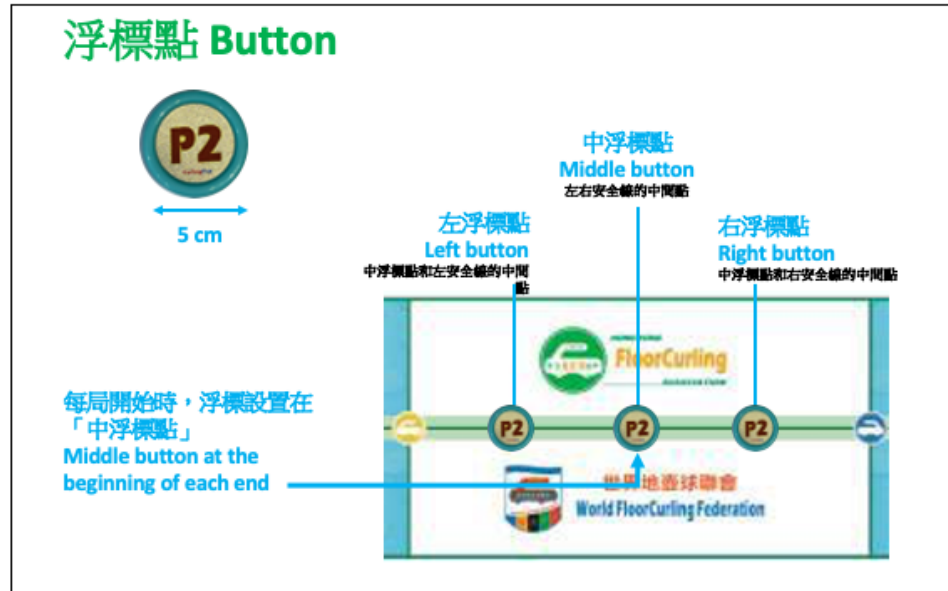 浮標點 Button
P2
5 cm
中浮標點
Middle button
左右安全線的中間點
左浮標點
Left button
中浮標點和左安全線的中間
點
右浮標點
Right button
中浮標點和右安全線的中間點
FloorCurling
每局開始時，浮標設置在
「中浮標點」
Middle button at the
beginning of each end
P2
P2
P2
世界地壺球聯會
World FloorCurling Federation